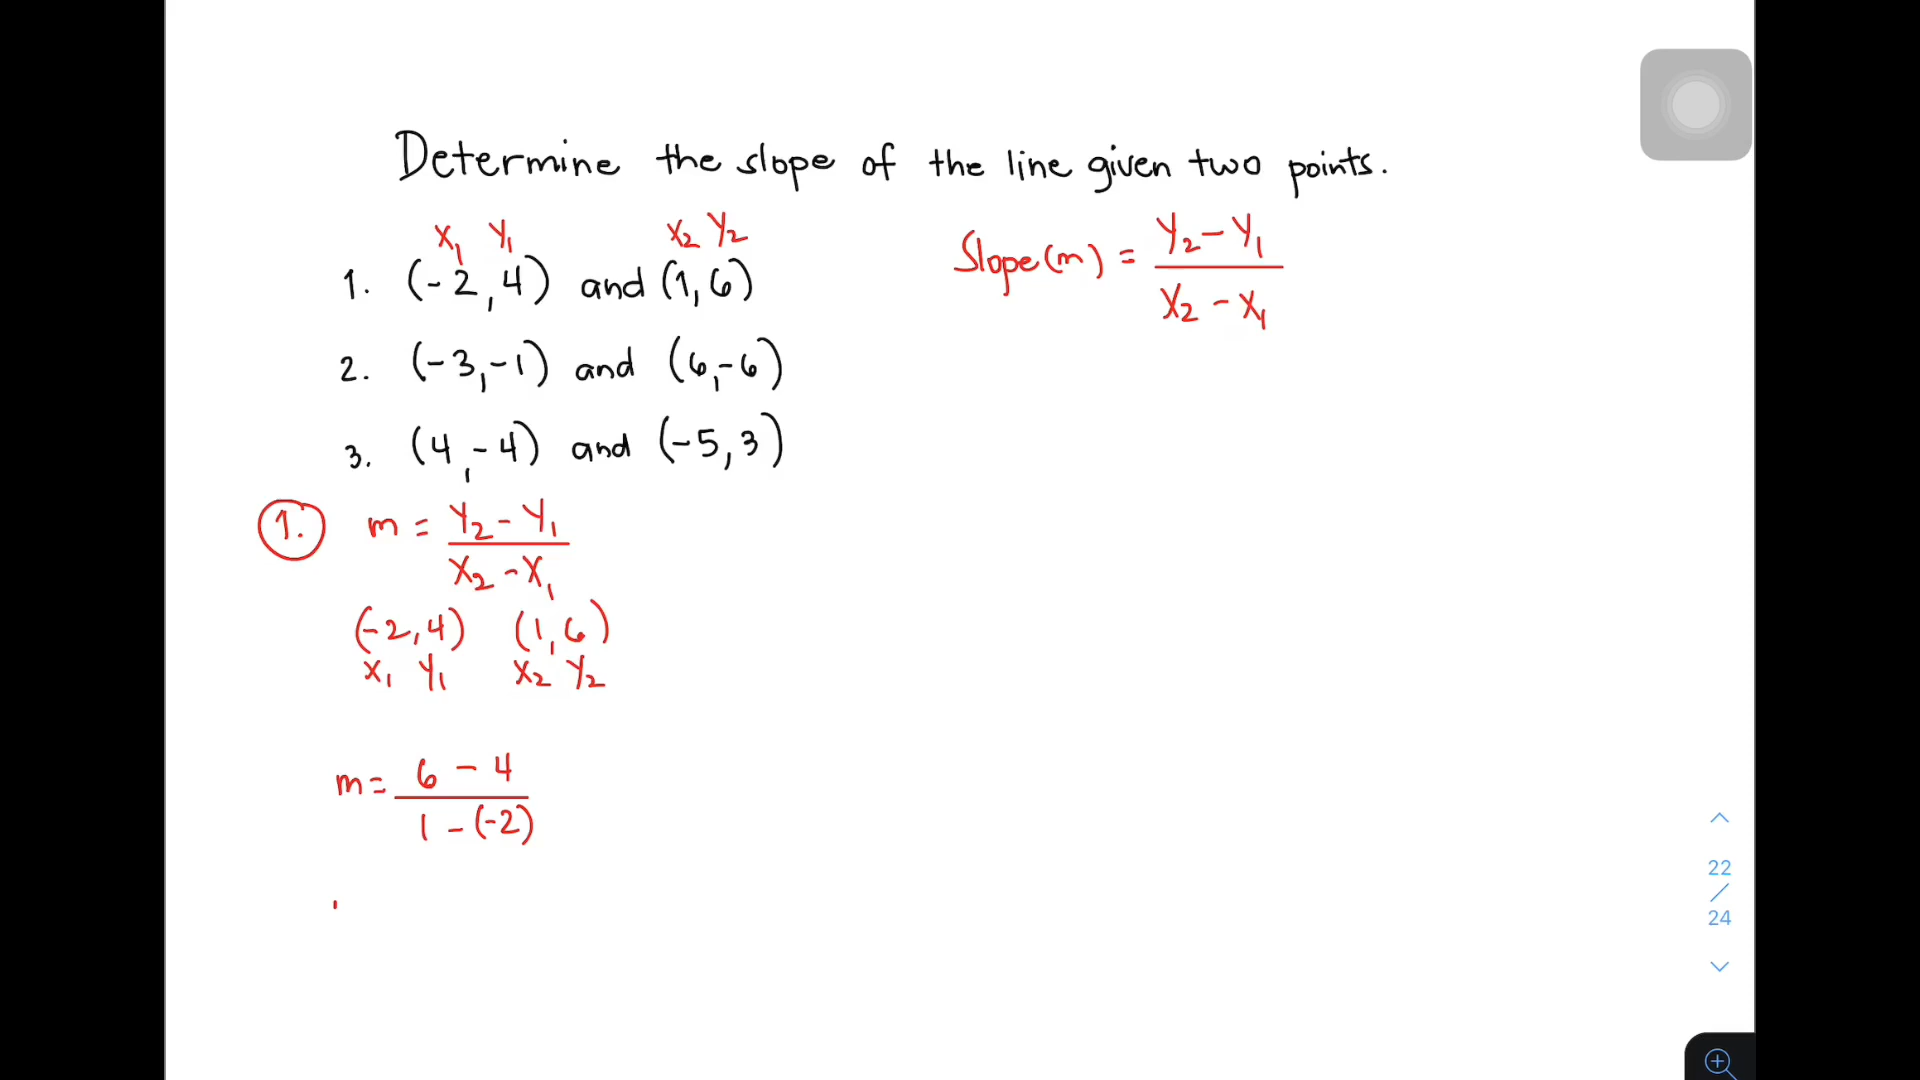 Determine the slope of the line given two points.
x₁ y₁ x₂ y₂
1. (-2, 4) and (1, 6)
Slope(m) = y₂ - y₁ / x₂ - x₁
2. (-3, -1) and (6, -6)
3. (4, -4) and (-5, 3)
1. m = y₂ - y₁ / x₂ - x₁
(-2, 4) (1, 6)
x₁ y₁ x₂ y₂
m = 6 - 4 / 1 - (-2)
22
/
24